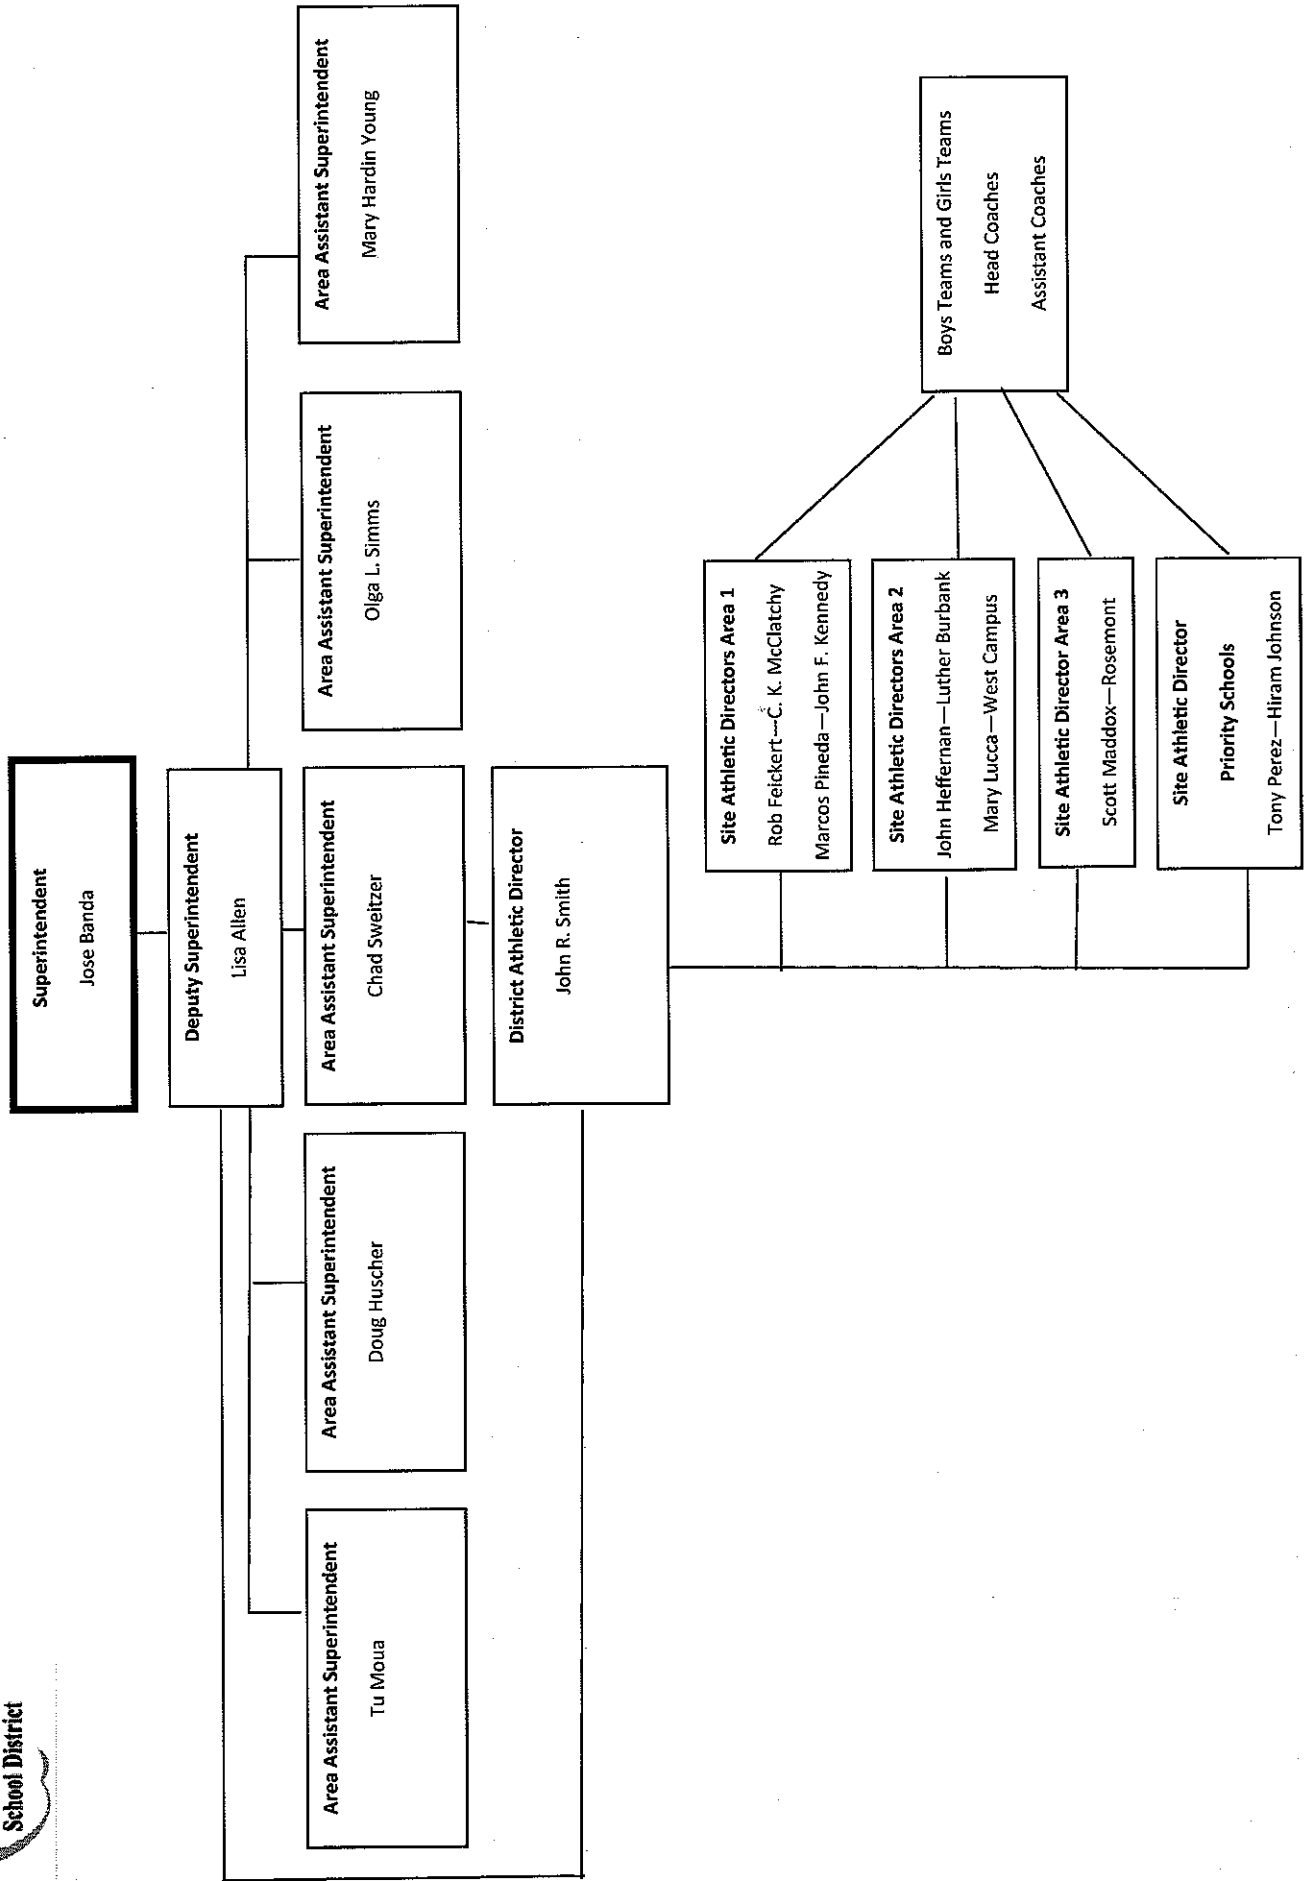 School District
Superintendent
Jose Banda
Deputy Superintendent
Lisa Allen
Area Assistant Superintendent
Tu Moua
Area Assistant Superintendent
Doug Huscher
Area Assistant Superintendent
Chad Sweitzer
Area Assistant Superintendent
Olga L. Simms
Area Assistant Superintendent
Mary Hardin Young
District Athletic Director
John R. Smith
Site Athletic Directors Area 1
Rob Feickert---C. K. McClatchy
Marcos Pineda—John F. Kennedy
Site Athletic Directors Area 2
John Heffernan—Luther Burbank
Mary Lucca—West Campus
Site Athletic Director Area 3
Scott Maddox—Rosemont
Site Athletic Director
Priority Schools
Tony Perez—Hiram Johnson
Boys Teams and Girls Teams
Head Coaches
Assistant Coaches